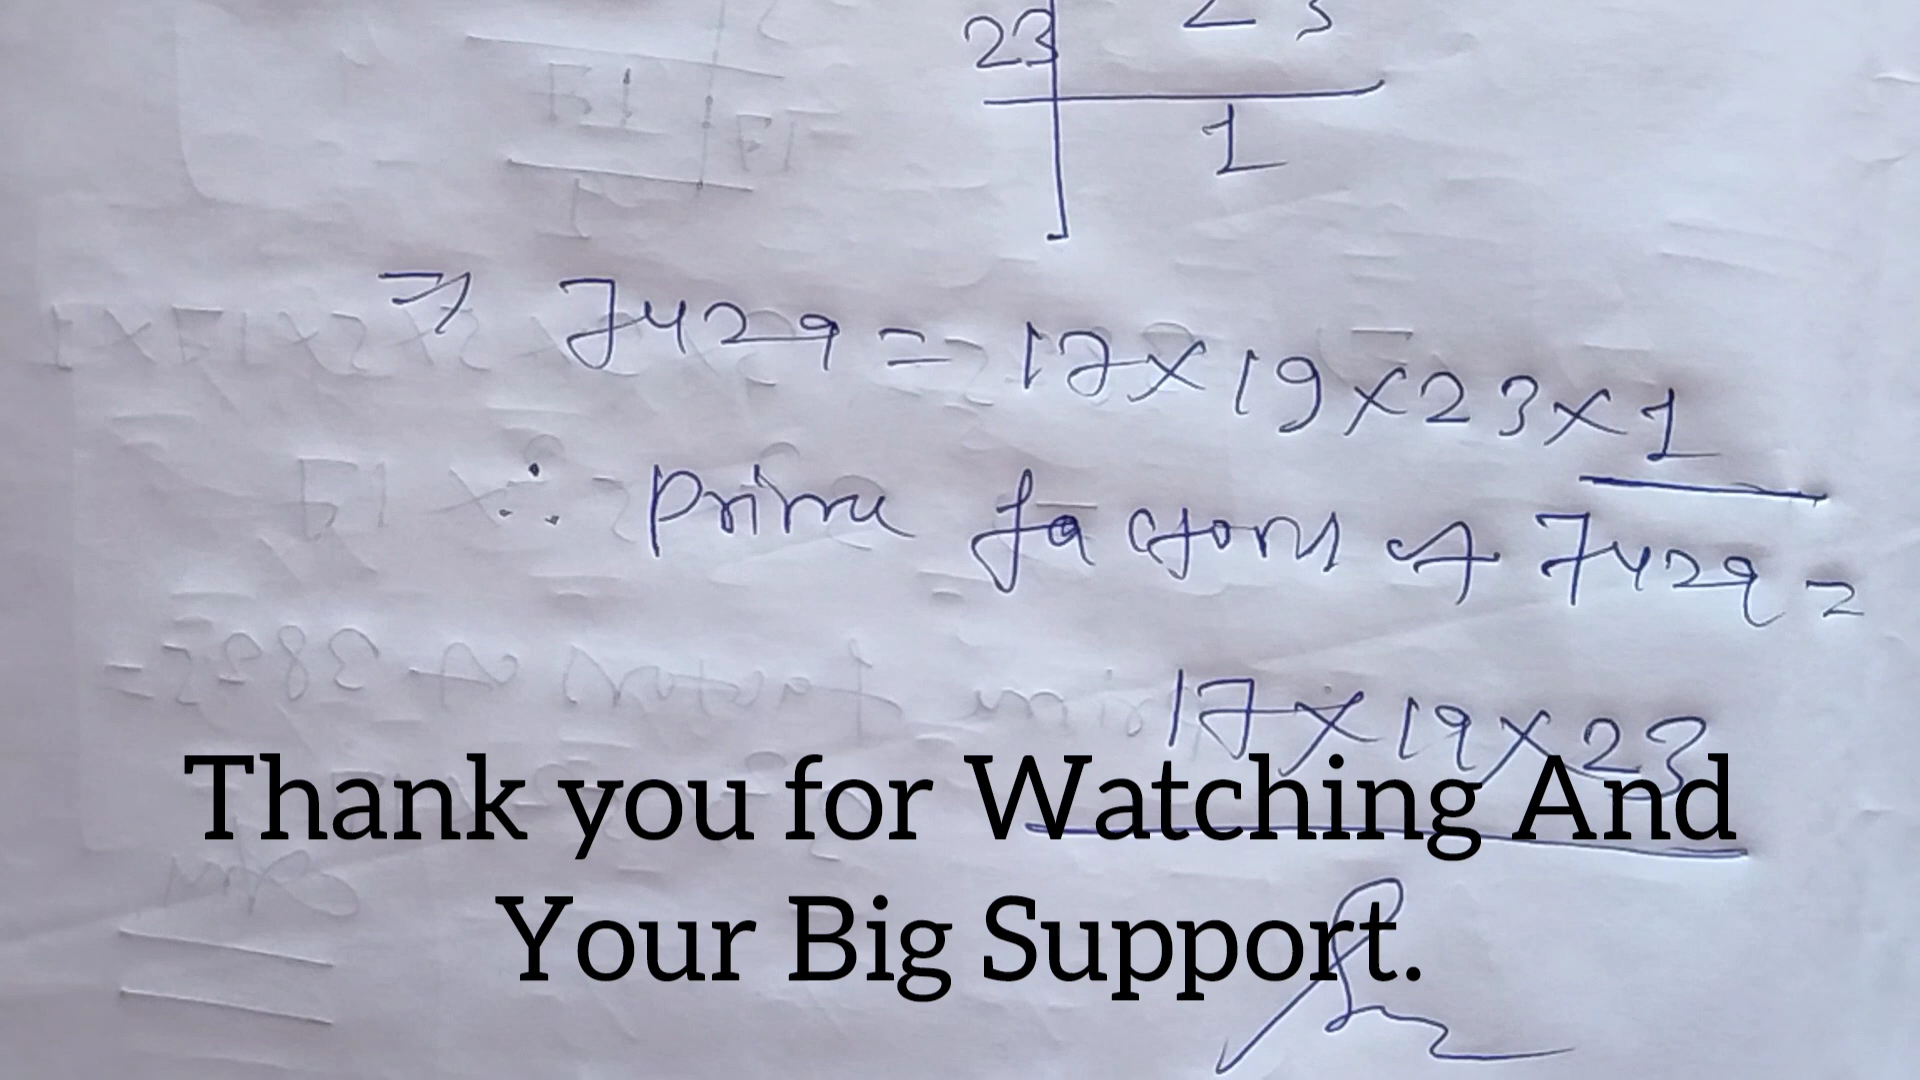 23 | 23
1
⇒ 7429 = 17×19×23×1
∴ Prime factors of 7429 =
17×19×23
Thank you for Watching And
Your Big Support.